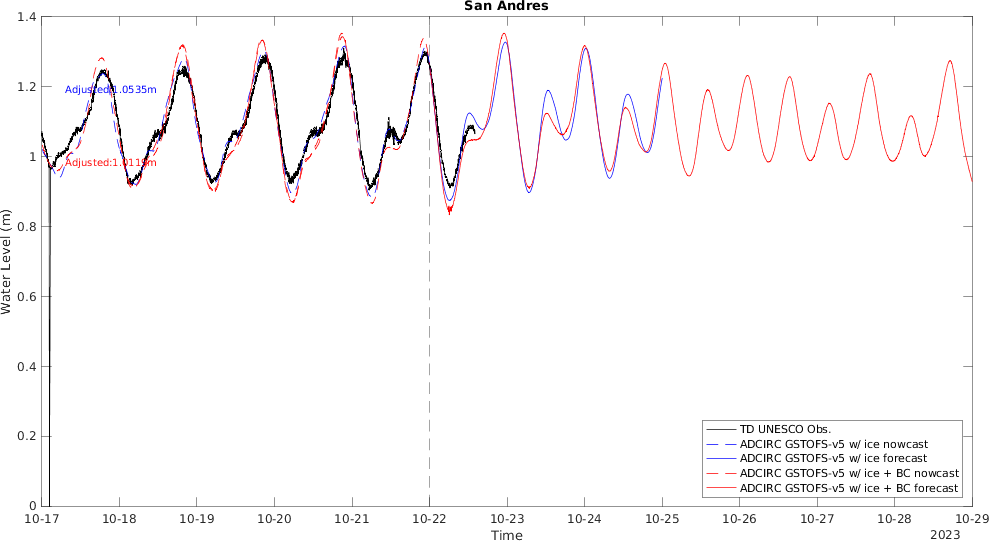 San Andres
1.4
1.2
1
0.8
0.6
0.4
0.2
0
Water Level (m)
Adjusted:1.0535m
Adjusted:1.0119m
TD UNESCO Obs.
ADCIRC GSTOFS-v5 w/ ice nowcast
ADCIRC GSTOFS-v5 w/ ice forecast
ADCIRC GSTOFS-v5 w/ ice + BC nowcast
ADCIRC GSTOFS-v5 w/ ice + BC forecast
10-17 10-18 10-19 10-20 10-21 10-22 10-23 10-24 10-25 10-26 10-27 10-28 10-29
Time
2023